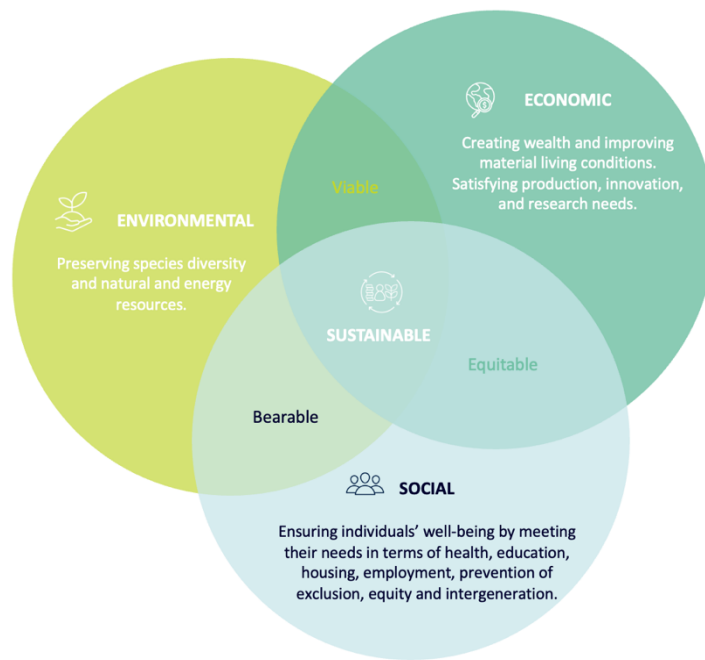 ECONOMIC
Creating wealth and improving
material living conditions.
Satisfying production, innovation,
and research needs.
Viable
ENVIRONMENTAL
Preserving species diversity
and natural and energy
resources.
SUSTAINABLE
Equitable
Bearable
SOCIAL
Ensuring individuals’ well-being by meeting
their needs in terms of health, education,
housing, employment, prevention of
exclusion, equity and intergeneration.